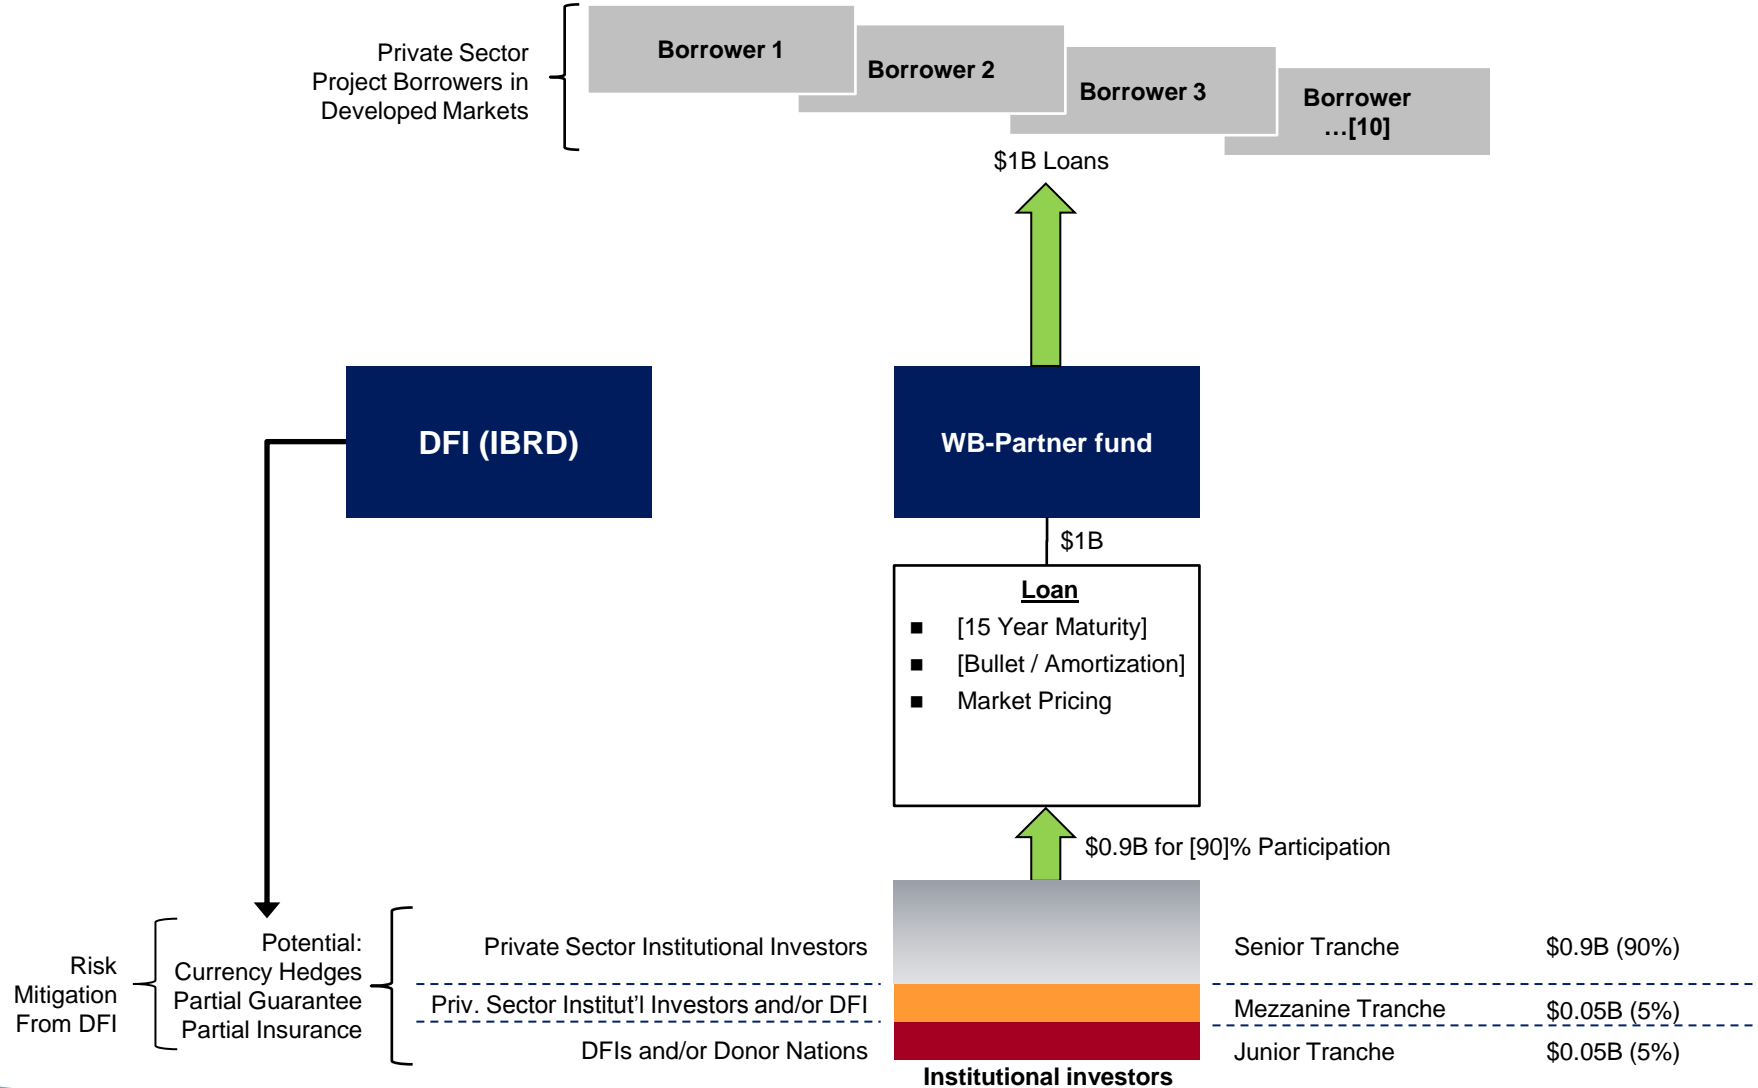 Private Sector
Project Borrowers in
Developed Markets
Borrower 1
Borrower 2
Borrower 3
Borrower
…[10]
$1B Loans
DFI (IBRD)
WB-Partner fund
$1B
Loan
■ [15 Year Maturity]
■ [Bullet / Amortization]
■ Market Pricing
$0.9B for [90]% Participation
Risk
Mitigation
From DFI
Potential:
Currency Hedges
Partial Guarantee
Partial Insurance
Private Sector Institutional Investors
Senior Tranche $0.9B (90%)
Priv. Sector Institut’l Investors and/or DFI
Mezzanine Tranche $0.05B (5%)
DFIs and/or Donor Nations
Junior Tranche $0.05B (5%)
Institutional investors